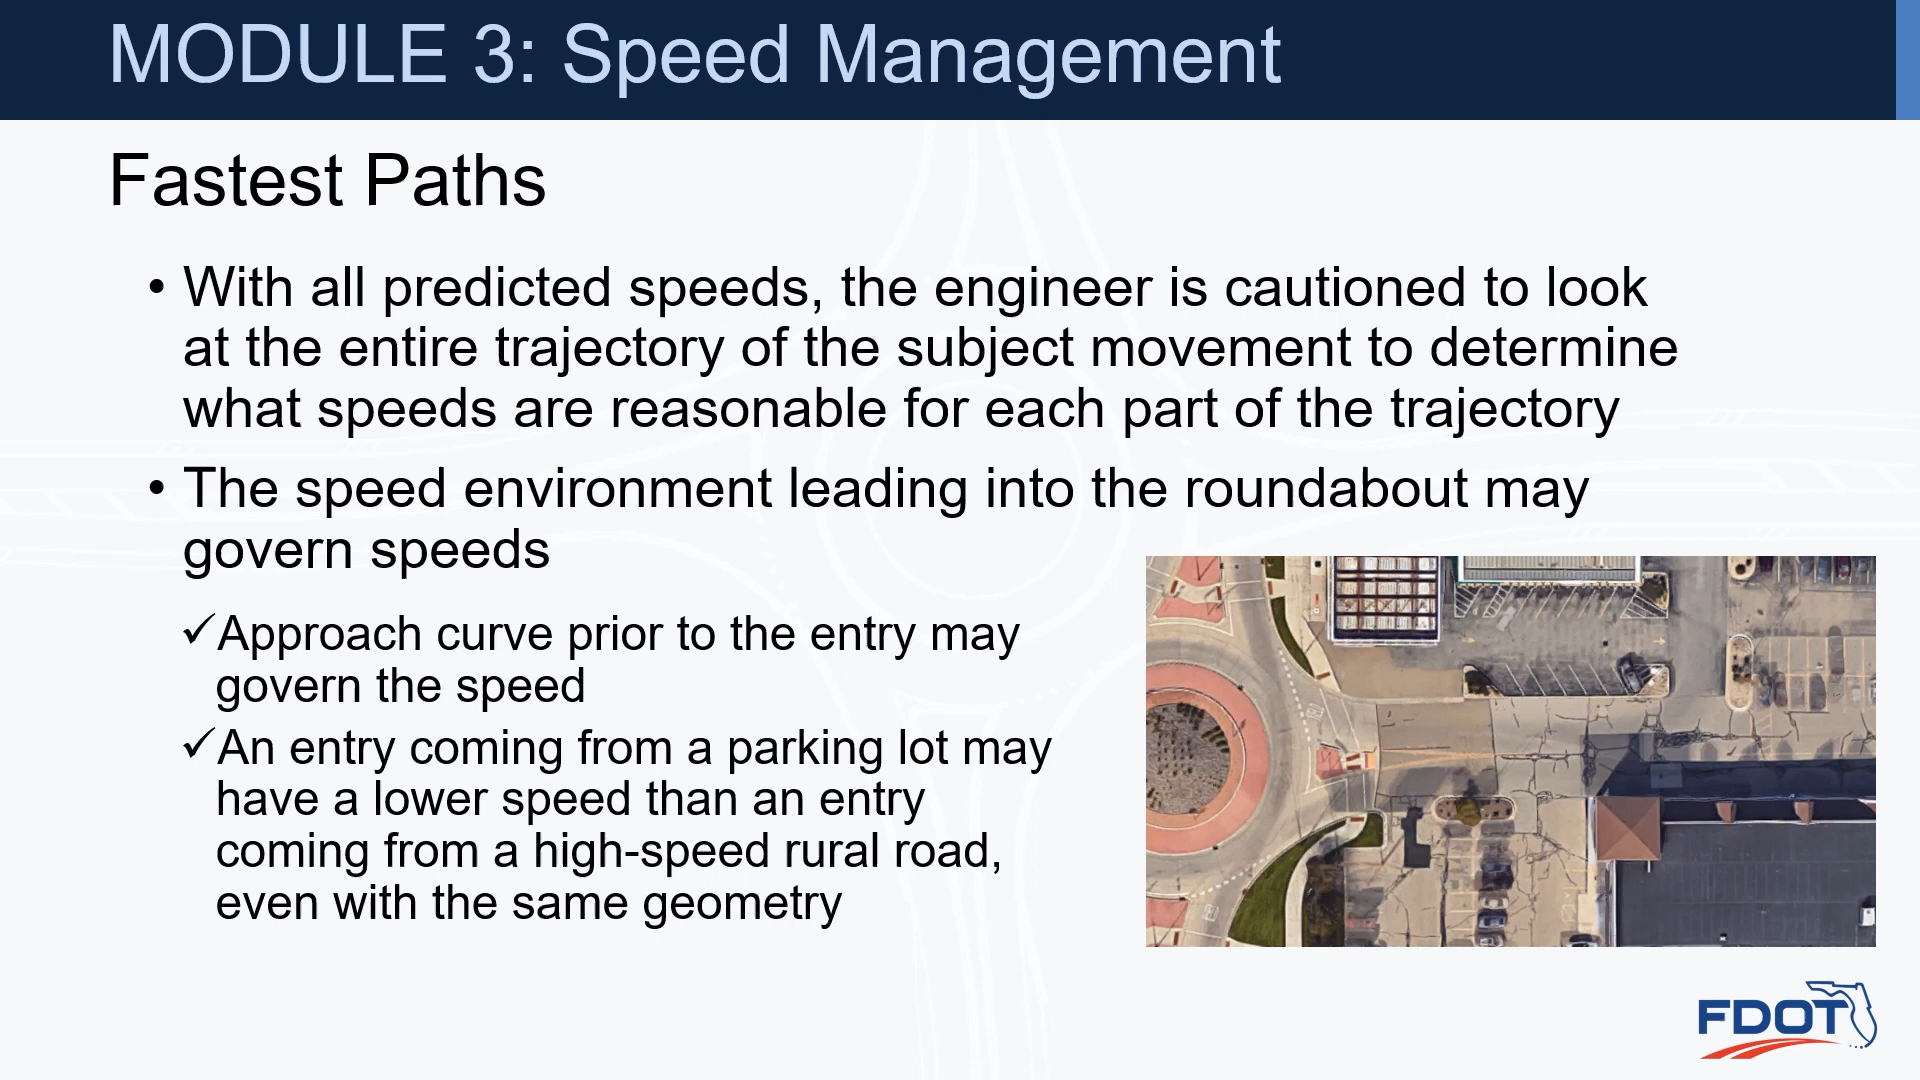 MODULE 3: Speed Management
Fastest Paths
• With all predicted speeds, the engineer is cautioned to look
at the entire trajectory of the subject movement to determine
what speeds are reasonable for each part of the trajectory
• The speed environment leading into the roundabout may
govern speeds
✓Approach curve prior to the entry may
govern the speed
✓An entry coming from a parking lot may
have a lower speed than an entry
coming from a high-speed rural road,
even with the same geometry
FDOT